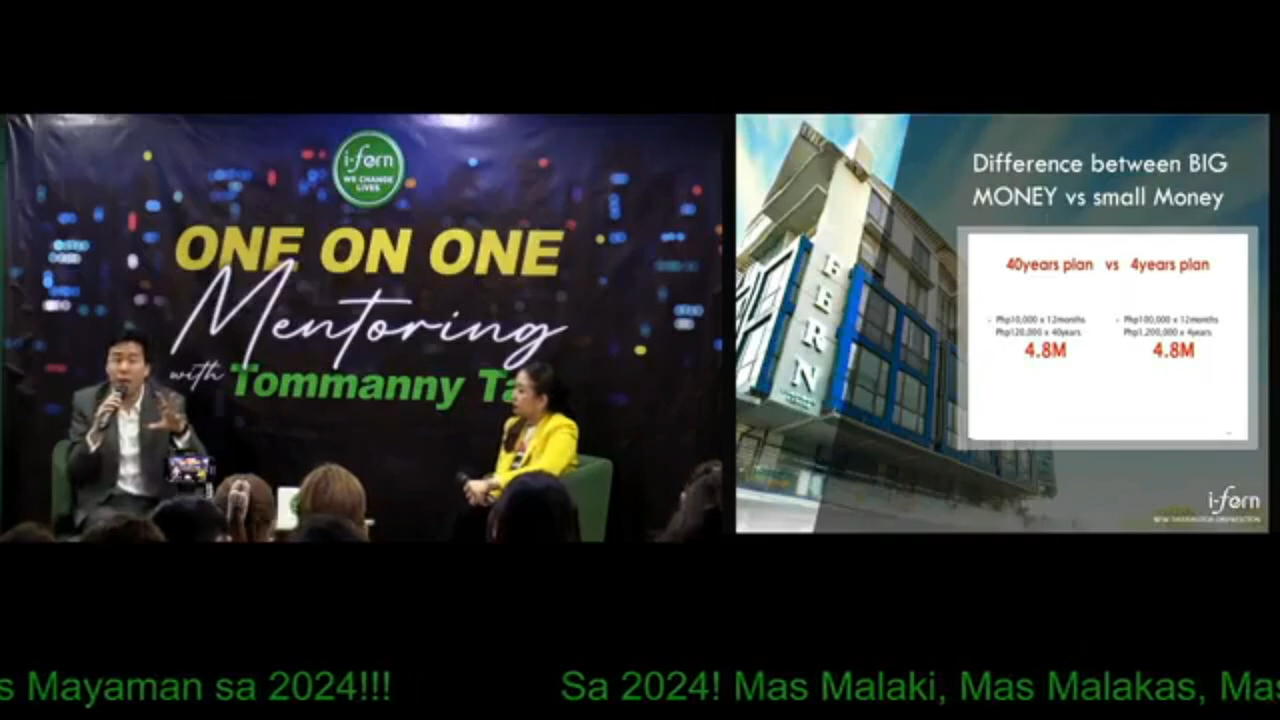 i-fern
WE CHANGE
LIVES
ONE ON ONE
Mentoring
with Tommanny Ta
FERN
Difference between BIG
MONEY vs small Money
40years plan vs 4years plan
Php10,000 x 12months
Php120,000 x 40years
4.8M
Php100,000 x 12months
Php1,200,000 x 4years
4.8M
i-fern
s Mayaman sa 2024!!!
Sa 2024! Mas Malaki, Mas Malakas, Mas